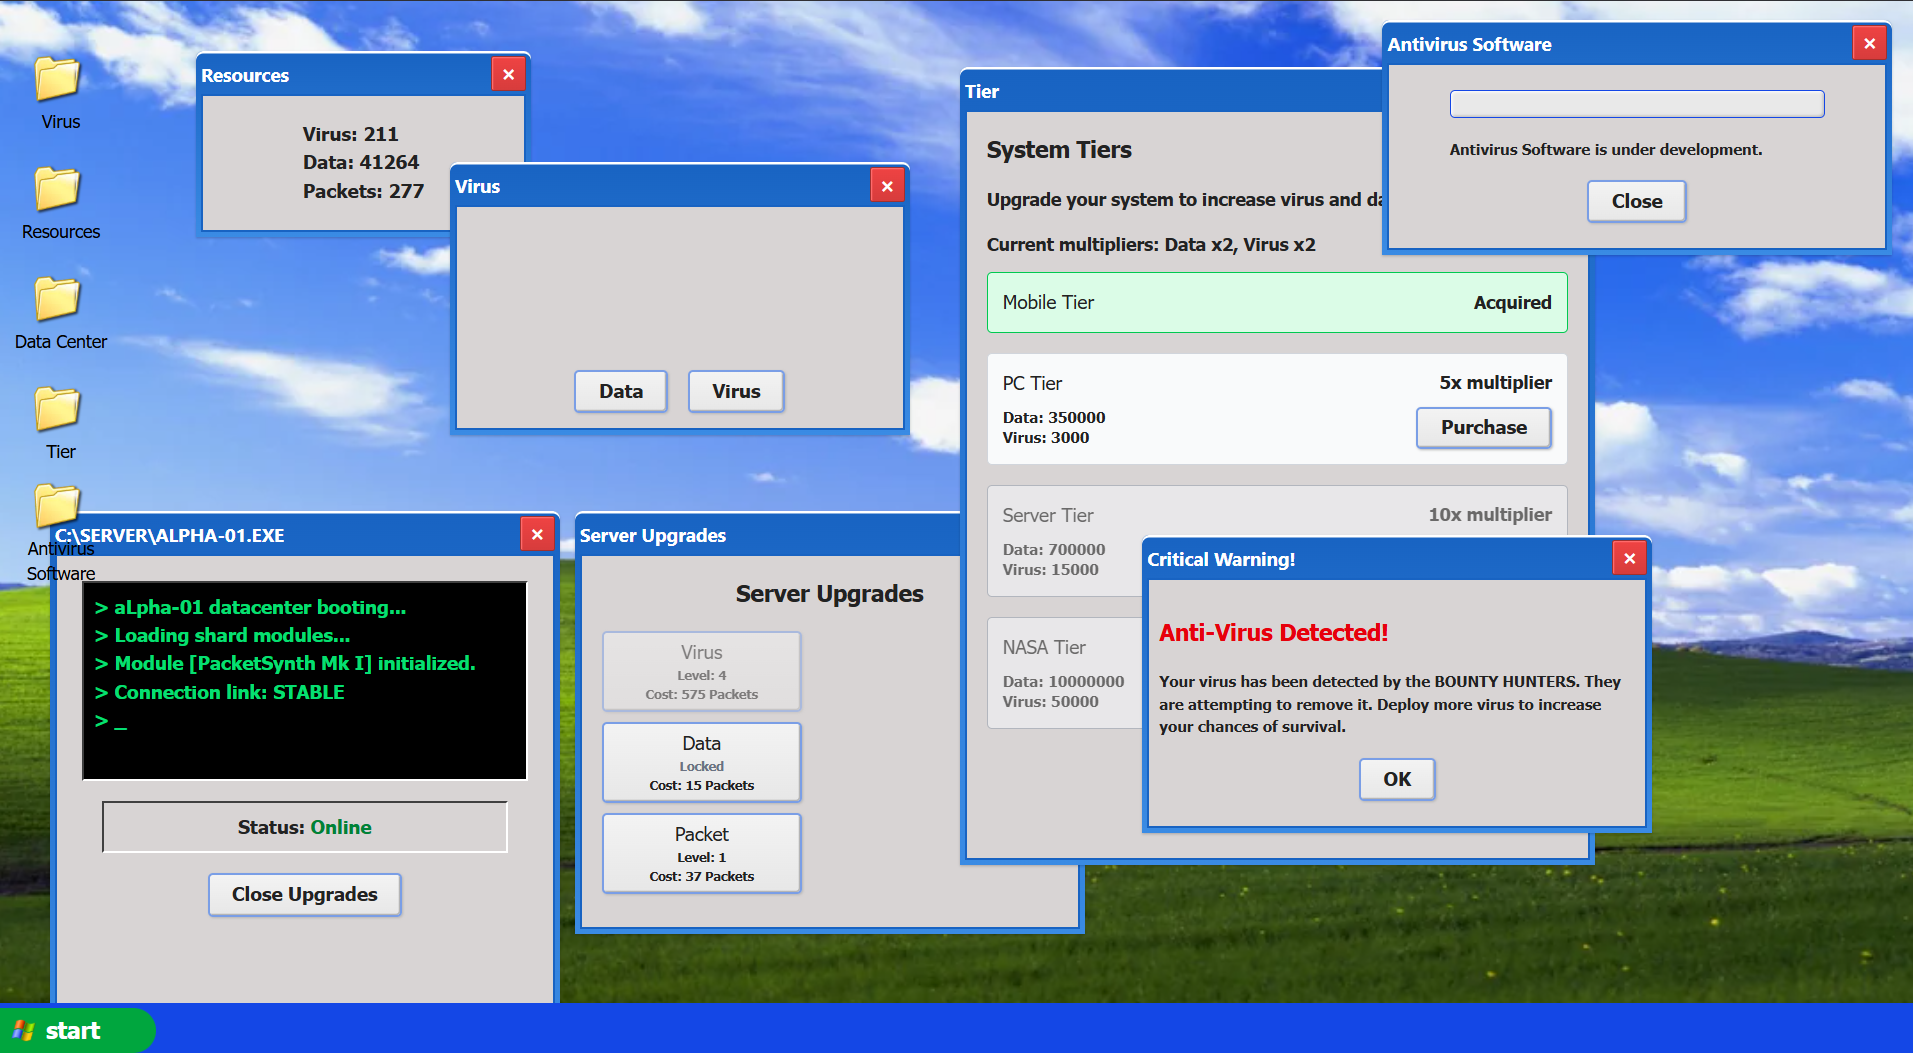 Virus
Resources
Data Center
Tier
Antivirus
Software
Resources
Virus: 211
Data: 41264
Packets: 277
Virus
Data
Virus
Tier
System Tiers
Upgrade your system to increase virus and da
Current multipliers: Data x2, Virus x2
Mobile Tier
Acquired
PC Tier
5x multiplier
Data: 350000
Virus: 3000
Purchase
Server Tier
10x multiplier
Data: 700000
Virus: 15000
NASA Tier
Data: 10000000
Virus: 50000
Antivirus Software
Antivirus Software is under development.
Close
C:\SERVER\ALPHA-01.EXE
> aLpha-01 datacenter booting...
> Loading shard modules...
> Module [PacketSynth Mk I] initialized.
> Connection link: STABLE
> _
Status: Online
Close Upgrades
Server Upgrades
Server Upgrades
Virus
Level: 4
Cost: 575 Packets
Data
Locked
Cost: 15 Packets
Packet
Level: 1
Cost: 37 Packets
Critical Warning!
Anti-Virus Detected!
Your virus has been detected by the BOUNTY HUNTERS. They
are attempting to remove it. Deploy more virus to increase
your chances of survival.
OK
start